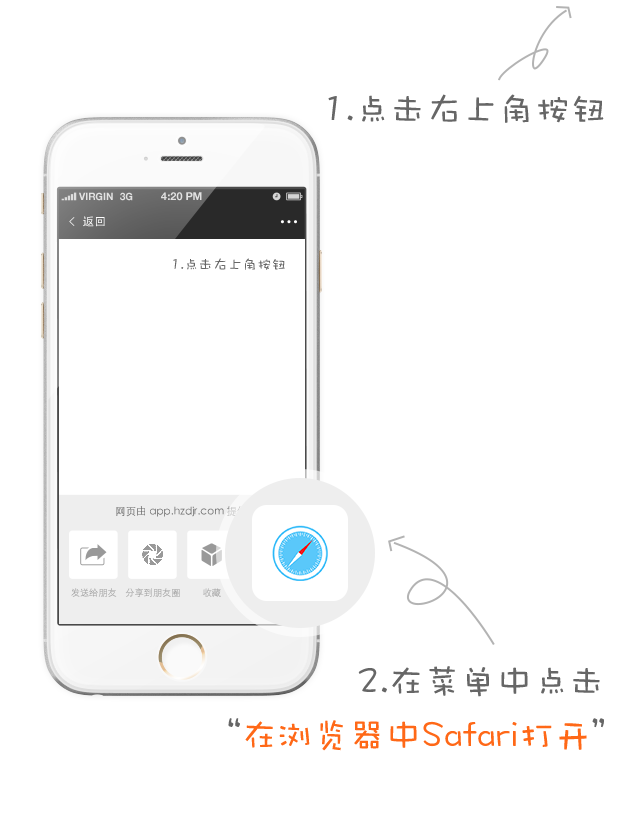 1.点击右上角按钮
VIRGIN 3G 4:20 PM
返回
1.点击右上角按钮
网页由 app.hzdjr.com
发送给朋友 分享到朋友圈 收藏
2.在菜单中点击
“在浏览器中Safari打开”